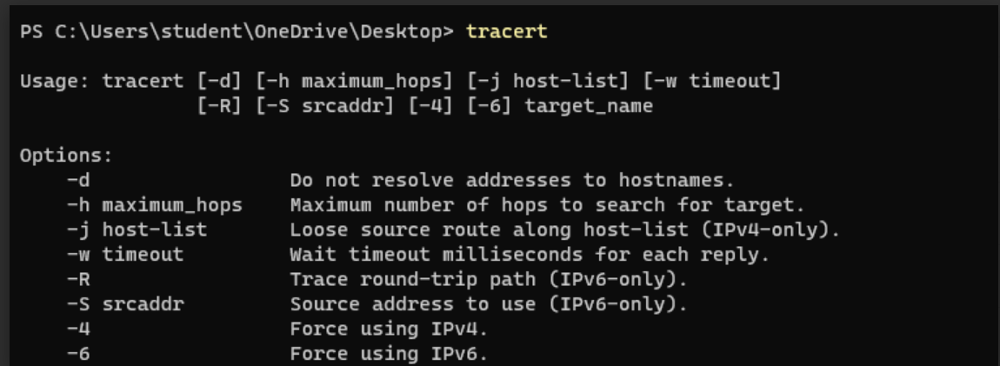 PS C:\Users\student\OneDrive\Desktop> tracert
Usage: tracert [-d] [-h maximum_hops] [-j host-list] [-w timeout]
[-R] [-S srcaddr] [-4] [-6] target_name
Options:
-d Do not resolve addresses to hostnames.
-h maximum_hops Maximum number of hops to search for target.
-j host-list Loose source route along host-list (IPv4-only).
-w timeout Wait timeout milliseconds for each reply.
-R Trace round-trip path (IPv6-only).
-S srcaddr Source address to use (IPv6-only).
-4 Force using IPv4.
-6 Force using IPv6.